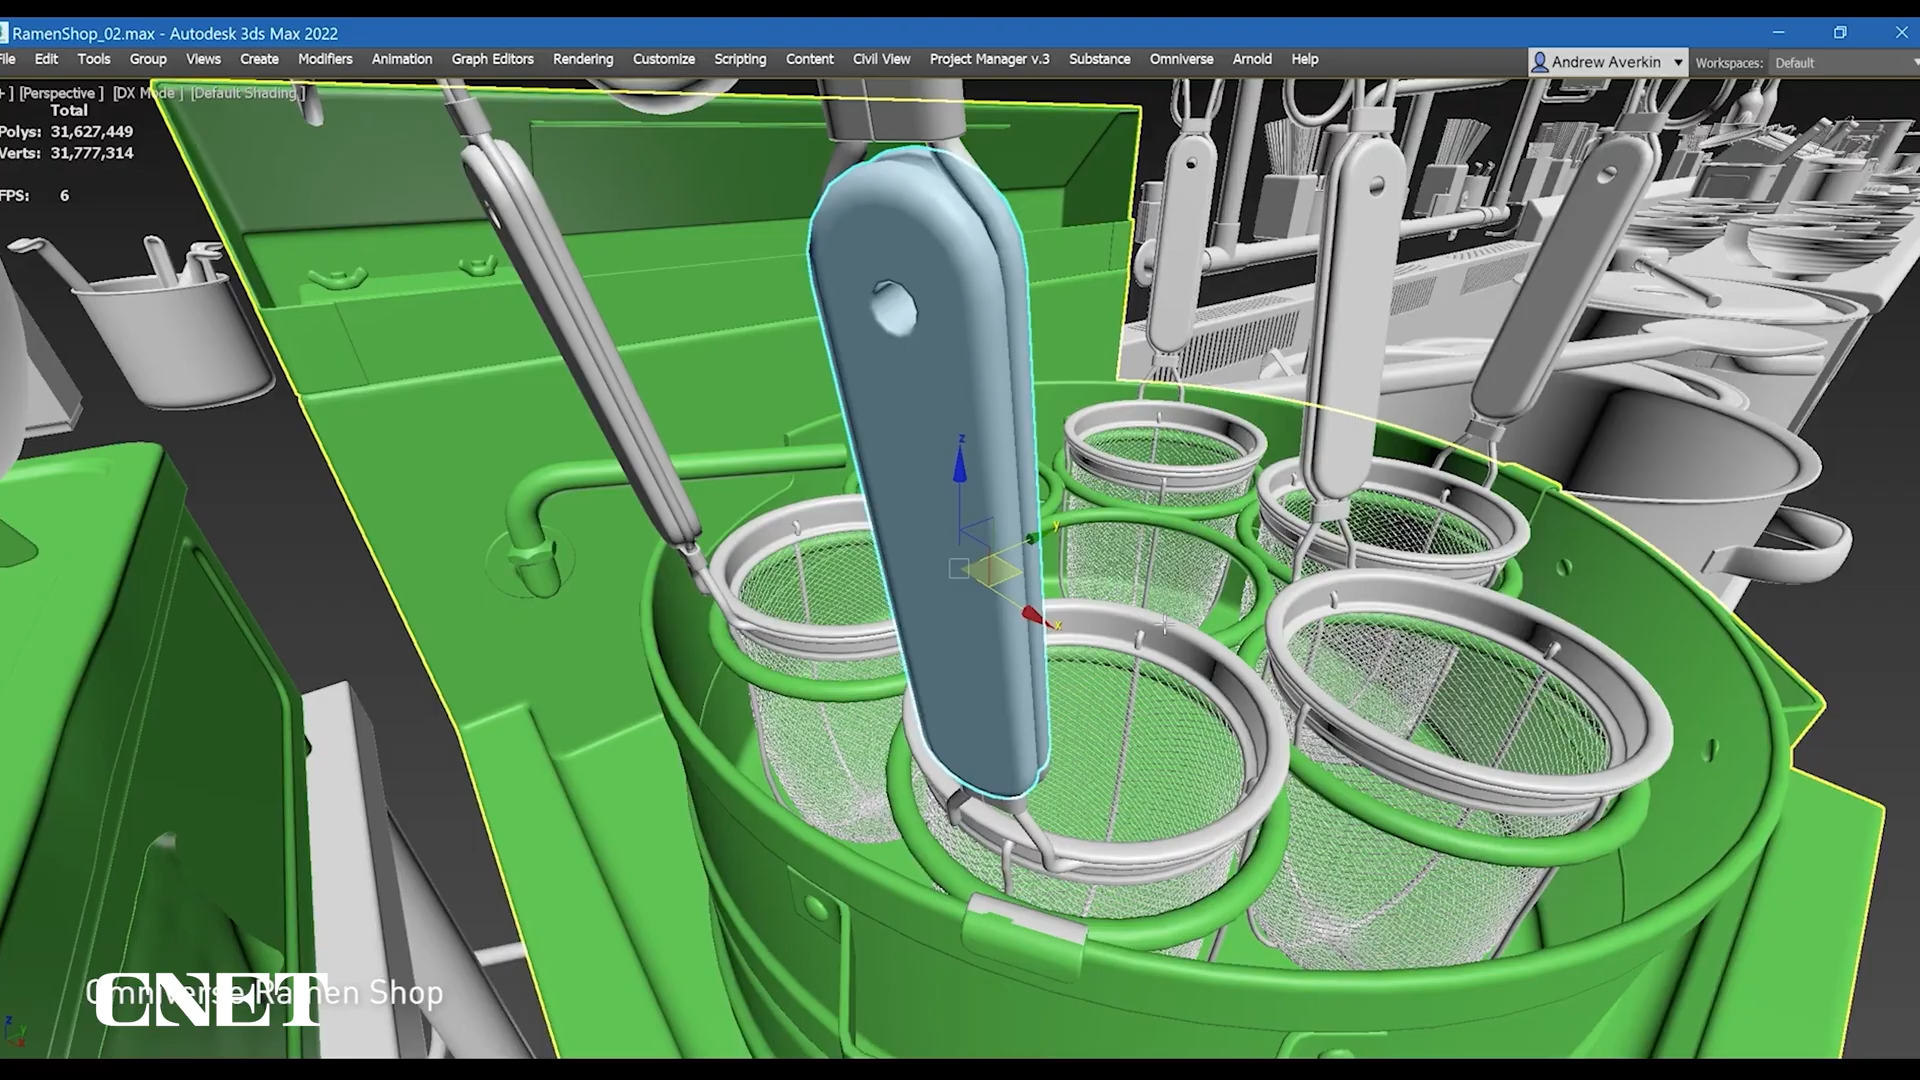 RamenShop_02.max - Autodesk 3ds Max 2022
File Edit Tools Group Views Create Modifiers Animation Graph Editors Rendering Customize Scripting Content Civil View Project Manager v.3 Substance Omniverse Arnold Help Andrew Averkin Workspaces: Default
+ ] [Perspective ] [DX Mode ] [Default Shading ]
Total
Polys: 31,627,449
Verts: 31,777,314
FPS: 6
z
y
x
Omniverse Ramen Shop
CNET
z
y
x